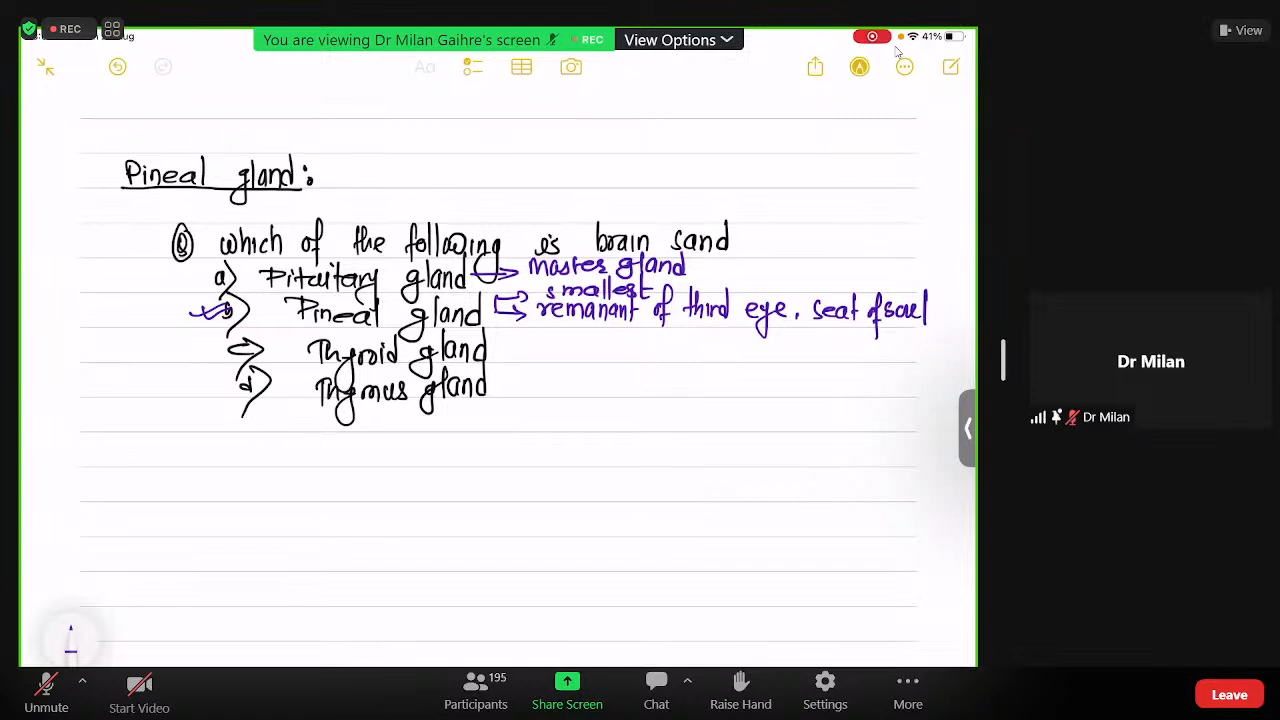 REC
You are viewing Dr Milan Gaihre's screen REC View Options
41%
View
Aa
Pineal gland:
Q which of the following is brain sand
a) Pituitary gland → master gland
smallest
b) Pineal gland → remanant of third eye, seat of soul
c) Thyroid gland
d) Thymus gland
Dr Milan
Dr Milan
195
Unmute Start Video Participants Share Screen Chat Raise Hand Settings More Leave